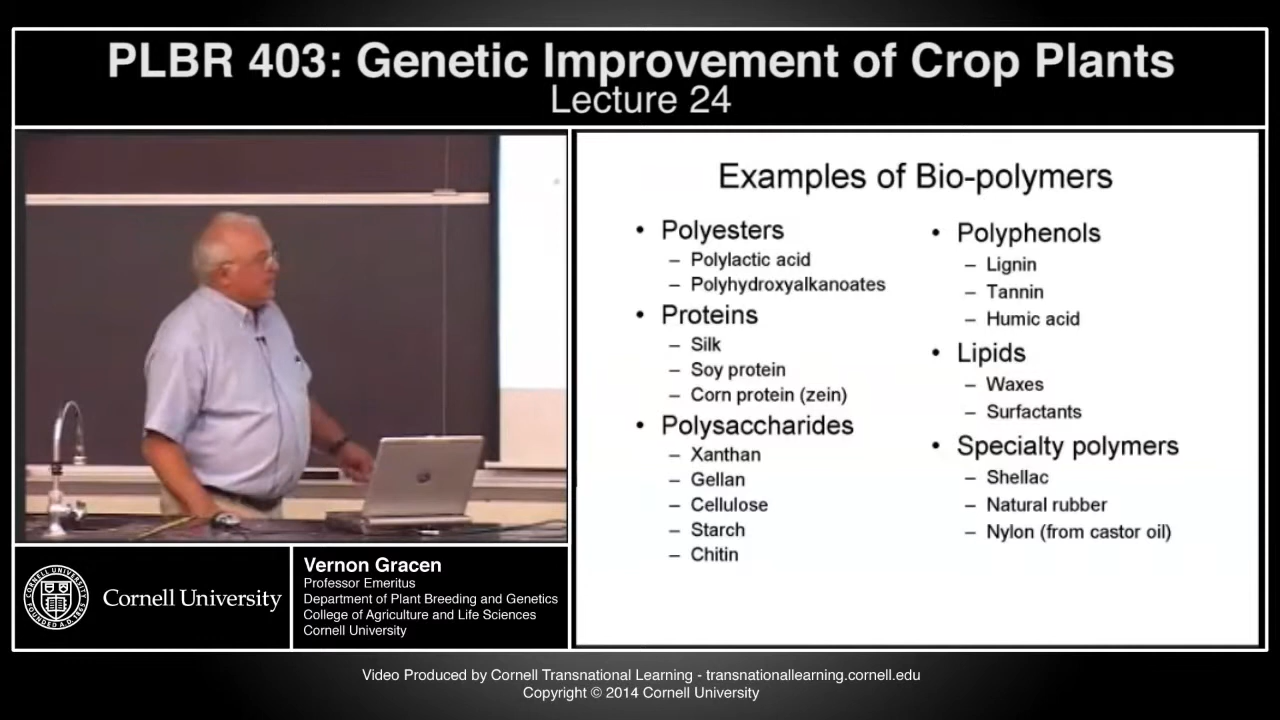 PLBR 403: Genetic Improvement of Crop Plants
Lecture 24
Examples of Bio-polymers
• Polyesters
– Polylactic acid
– Polyhydroxyalkanoates
• Proteins
– Silk
– Soy protein
– Corn protein (zein)
• Polysaccharides
– Xanthan
– Gellan
– Cellulose
– Starch
– Chitin
• Polyphenols
– Lignin
– Tannin
– Humic acid
• Lipids
– Waxes
– Surfactants
• Specialty polymers
– Shellac
– Natural rubber
– Nylon (from castor oil)
Cornell University
Vernon Gracen
Professor Emeritus
Department of Plant Breeding and Genetics
College of Agriculture and Life Sciences
Cornell University
Video Produced by Cornell Transnational Learning - transnationallearning.cornell.edu
Copyright © 2014 Cornell University